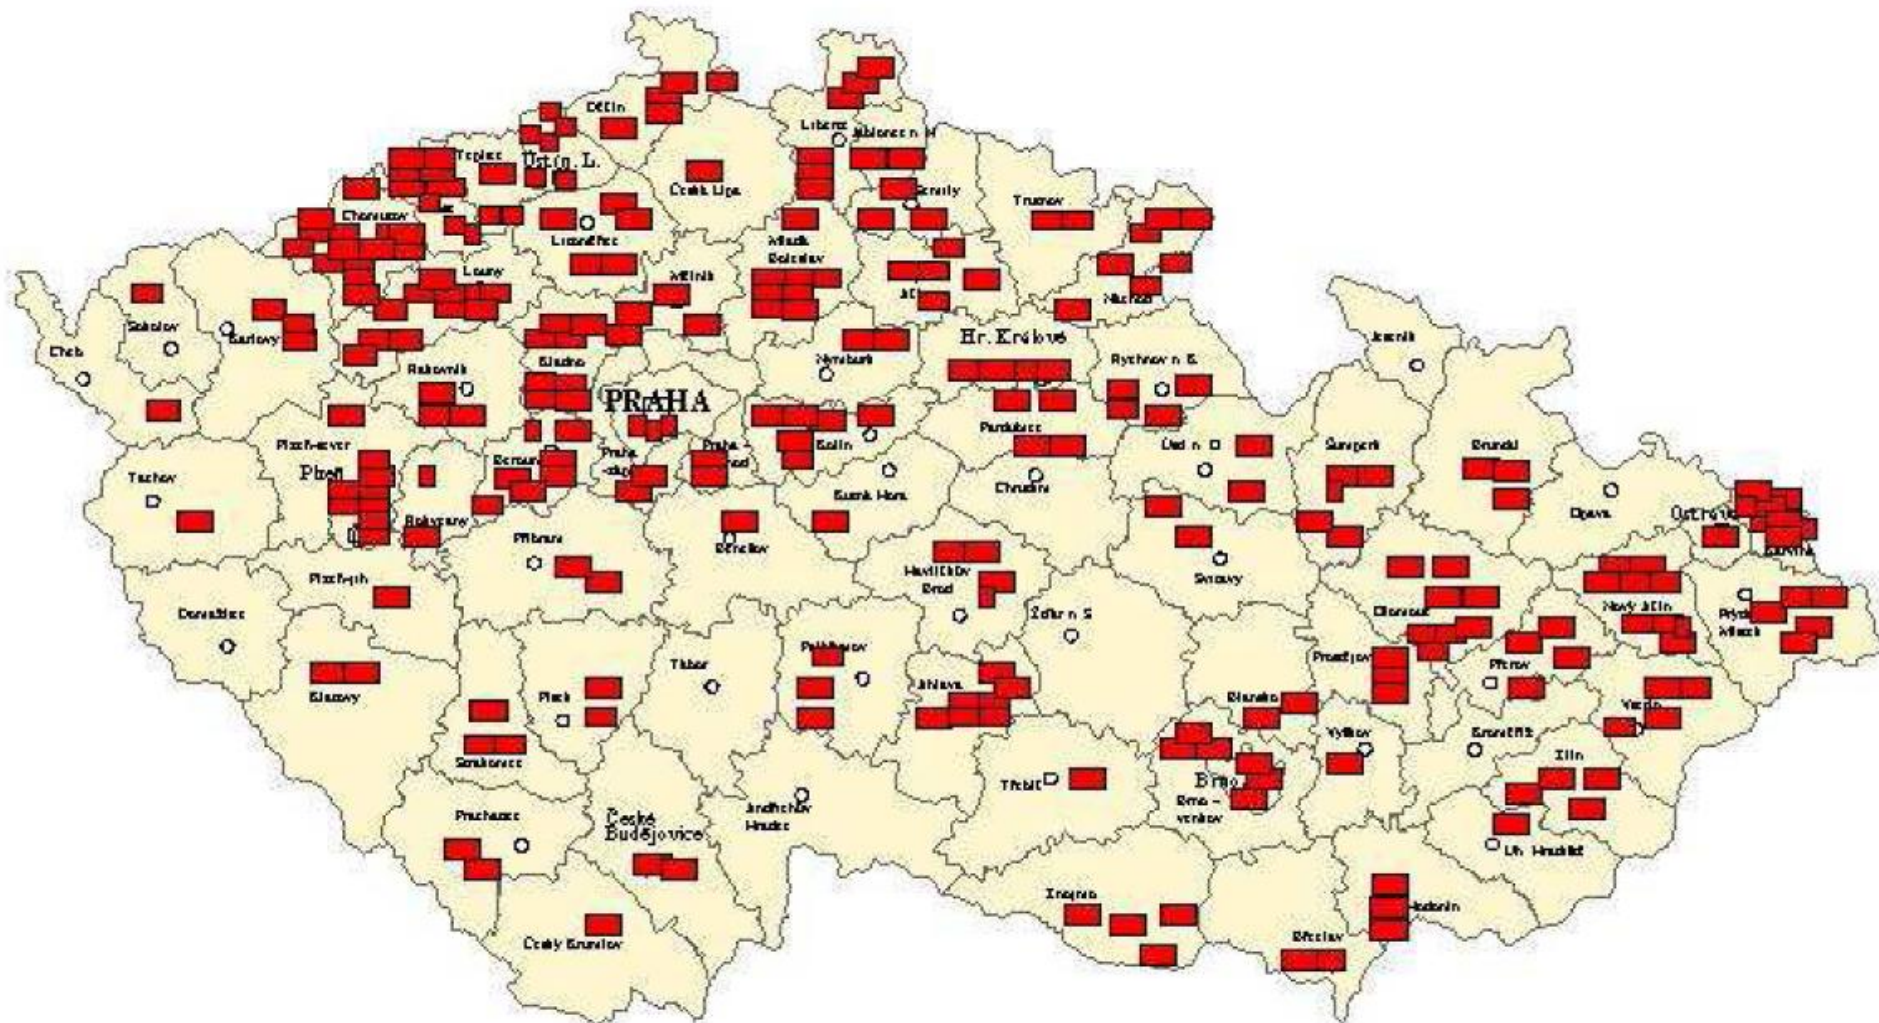 Děčín
Liberec
Jablonec n. N
Teplice
Ústí n. L.
Česká Lípa
Semily
Trutnov
Chomutov
Litoměřice
Mladá
Boleslav
Louny
Mělník
Jičín
Náchod
Sokolov
Karlovy
Cheb
Hr. Králové
Jeseník
Rakovník
Kladno
Nymburk
Rychnov n. K.
PRAHA
Plzeň-sever
Plzeň
Beroun
Praha
Praha -
Kolín
Pardubice
Ústí n O
Šumperk
Bruntál
Tachov
Kutná Hora
Chrudim
Opava
Ostrava
Rokycany
Karviná
Příbram
Benešov
Svitavy
Havlíčkův
Brod
Plzeň-jih
Domažlice
Olomouc
Nový Jičín
Místek
Žďár n S
Tábor
Pelhřimov
Prostějov
Přerov
Klatovy
Písek
Jihlava
Blansko
Vsetín
Strakonice
Vyškov
Kroměříž
Zlín
Třebíč
Brno
Brno -
venkov
Prachatice
České
Budějovice
Jindřichův
Hradec
Uh. Hradiště
Znojmo
Hodonín
Český Krumlov
Břeclav